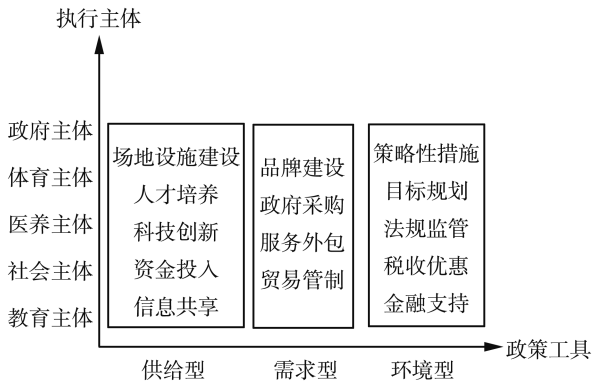 执行主体
政府主体
体育主体
医养主体
社会主体
教育主体
场地设施建设
人才培养
科技创新
资金投入
信息共享
品牌建设
政府采购
服务外包
贸易管制
策略性措施
目标规划
法规监管
税收优惠
金融支持
政策工具
供给型
需求型
环境型